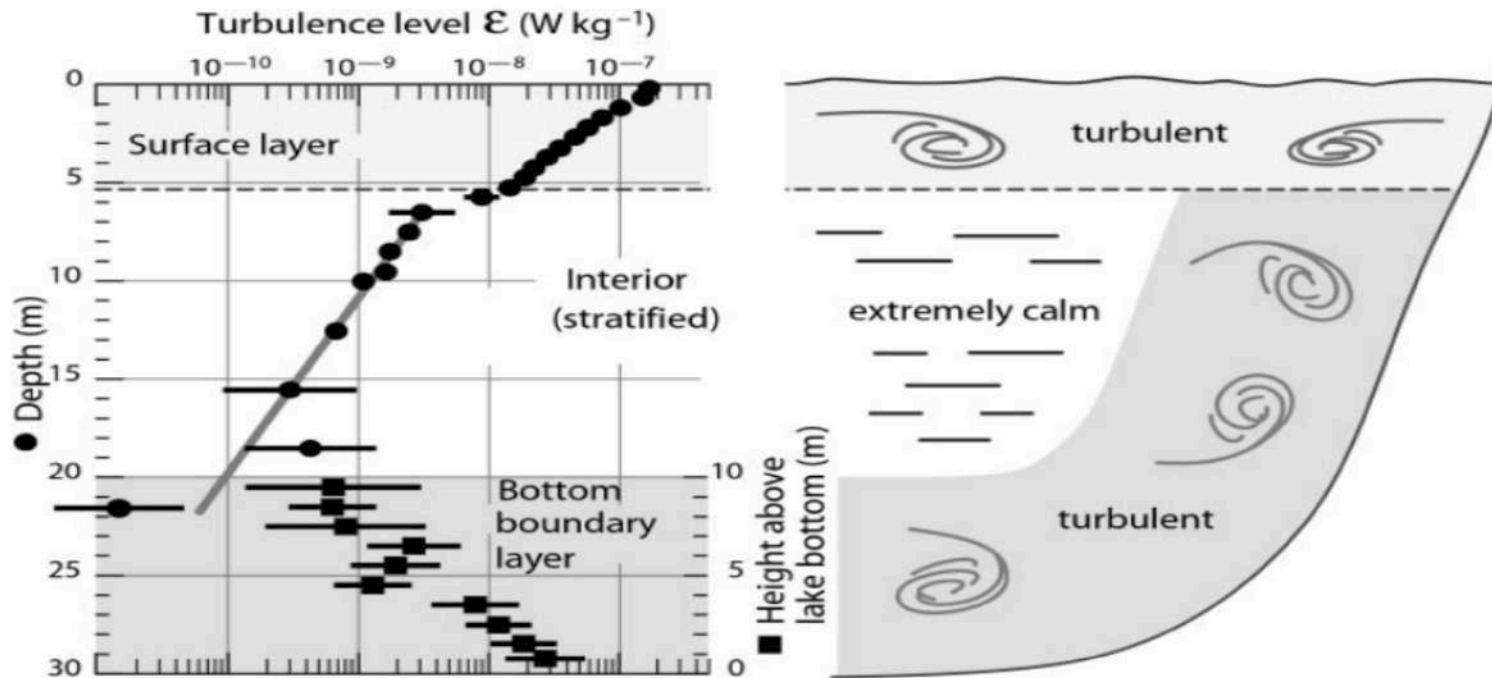 Turbulence level ε (W kg⁻¹)
10⁻¹⁰ 10⁻⁹ 10⁻⁸ 10⁻⁷
0
Surface layer
5
10
Interior
(stratified)
15
20
Bottom
boundary
layer
25
30
● Depth (m)
10
5
0
■ Height above
lake bottom (m)
turbulent
extremely calm
turbulent